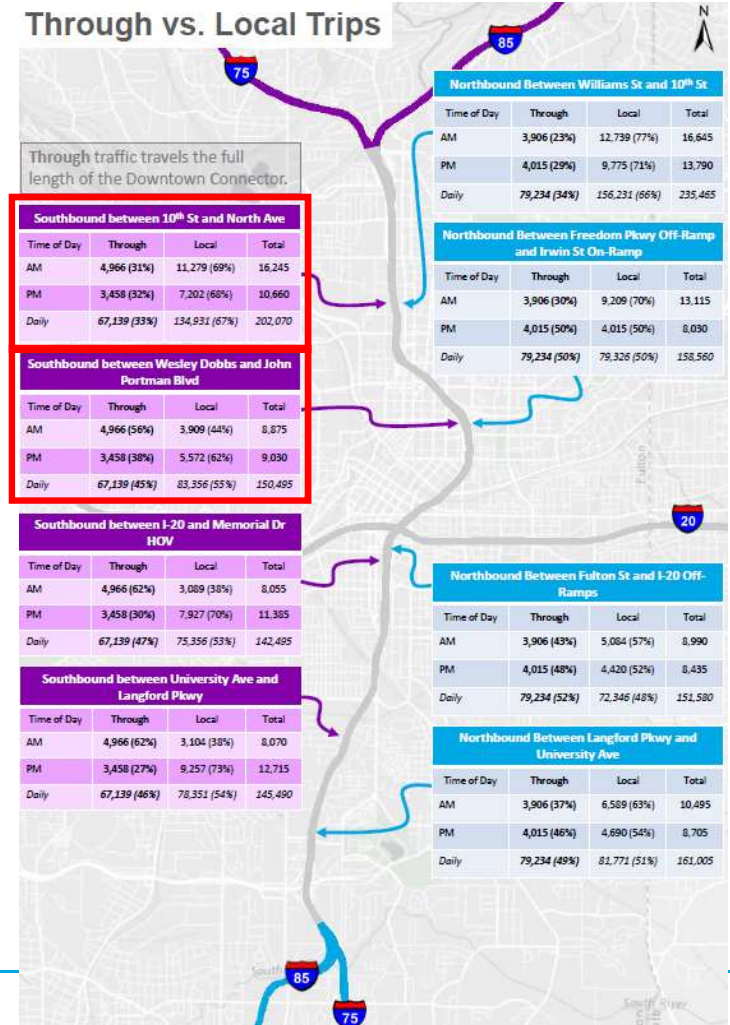 Through vs. Local Trips
N
85
75
Through traffic travels the full
length of the Downtown Connector.
Southbound between 10th St and North Ave
Time of Day Through Local Total
AM 4,966 (31%) 11,279 (69%) 16,245
PM 3,458 (32%) 7,202 (68%) 10,660
Daily 67,139 (33%) 134,931 (67%) 202,070
Southbound between Wesley Dobbs and John
Portman Blvd
Time of Day Through Local Total
AM 4,966 (56%) 3,909 (44%) 8,875
PM 3,458 (38%) 5,572 (62%) 9,030
Daily 67,139 (45%) 83,356 (55%) 150,495
Southbound between I-20 and Memorial Dr
HOV
Time of Day Through Local Total
AM 4,966 (62%) 3,089 (38%) 8,055
PM 3,458 (30%) 7,927 (70%) 11,385
Daily 67,139 (47%) 75,356 (53%) 142,495
Southbound between University Ave and
Langford Pkwy
Time of Day Through Local Total
AM 4,966 (62%) 3,104 (38%) 8,070
PM 3,458 (27%) 9,257 (73%) 12,715
Daily 67,139 (46%) 78,351 (54%) 145,490
Northbound Between Williams St and 10th St
Time of Day Through Local Total
AM 3,906 (23%) 12,739 (77%) 16,645
PM 4,015 (29%) 9,775 (71%) 13,790
Daily 79,234 (34%) 156,231 (66%) 235,465
Northbound Between Freedom Pkwy Off-Ramp
and Irwin St On-Ramp
Time of Day Through Local Total
AM 3,906 (30%) 9,209 (70%) 13,115
PM 4,015 (50%) 4,015 (50%) 8,030
Daily 79,234 (50%) 79,326 (50%) 158,560
Fulton
20
Northbound Between Fulton St and I-20 Off-
Ramps
Time of Day Through Local Total
AM 3,906 (43%) 5,084 (57%) 8,990
PM 4,015 (48%) 4,420 (52%) 8,435
Daily 79,234 (52%) 72,346 (48%) 151,580
Northbound Between Langford Pkwy and
University Ave
Time of Day Through Local Total
AM 3,906 (37%) 6,589 (63%) 10,495
PM 4,015 (46%) 4,690 (54%) 8,705
Daily 79,234 (49%) 81,771 (51%) 161,005
South
85
75
South River